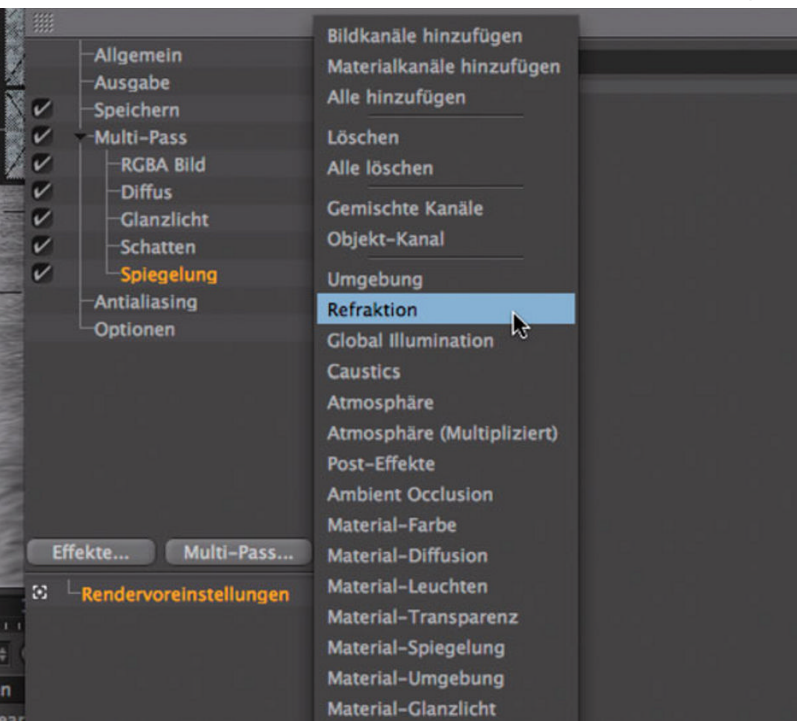 Allgemein
Ausgabe
Speichern
Multi-Pass
RGBA Bild
Diffus
Glanzlicht
Schatten
Spiegelung
Antialiasing
Optionen
Effekte...
Multi-Pass...
Rendervoreinstellungen
Bildkanäle hinzufügen
Materialkanäle hinzufügen
Alle hinzufügen
Löschen
Alle löschen
Gemischte Kanäle
Objekt-Kanal
Umgebung
Refraktion
Global Illumination
Caustics
Atmosphäre
Atmosphäre (Multipliziert)
Post-Effekte
Ambient Occlusion
Material-Farbe
Material-Diffusion
Material-Leuchten
Material-Transparenz
Material-Spiegelung
Material-Umgebung
Material-Glanzlicht